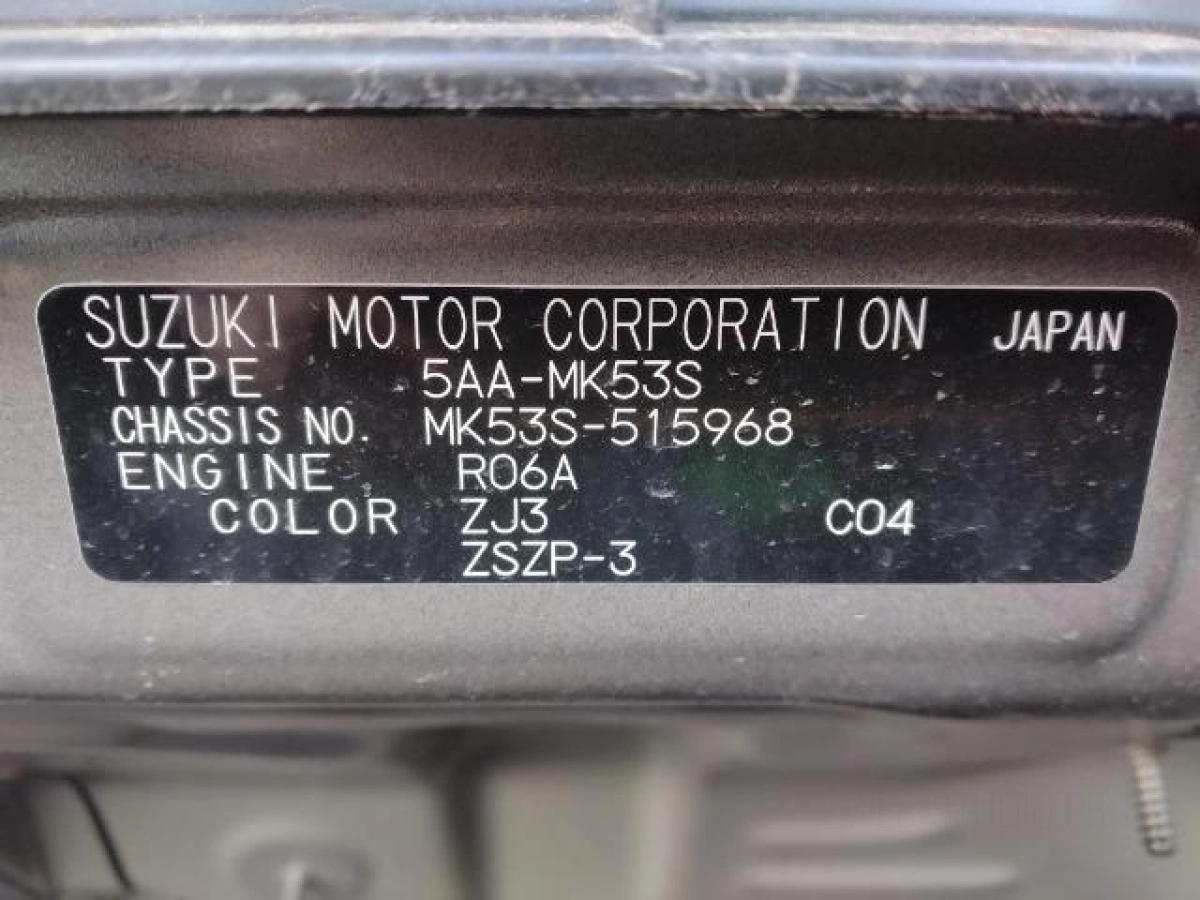 SUZUKI MOTOR CORPORATION JAPAN
TYPE 5AA-MK53S
CHASSIS NO. MK53S-515968
ENGINE R06A
COLOR ZJ3 C04
ZSZP-3